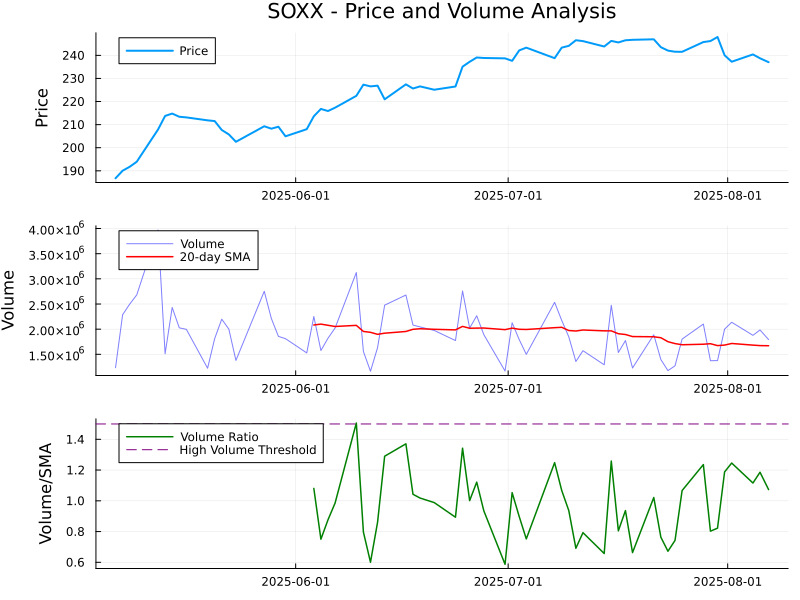 SOXX - Price and Volume Analysis
Price
240
230
220
210
200
190
Price
2025-06-01
2025-07-01
2025-08-01
Volume
20-day SMA
4.00×10⁶
3.50×10⁶
3.00×10⁶
2.50×10⁶
2.00×10⁶
1.50×10⁶
Volume
2025-06-01
2025-07-01
2025-08-01
Volume Ratio
High Volume Threshold
1.4
1.2
1.0
0.8
0.6
Volume/SMA
2025-06-01
2025-07-01
2025-08-01